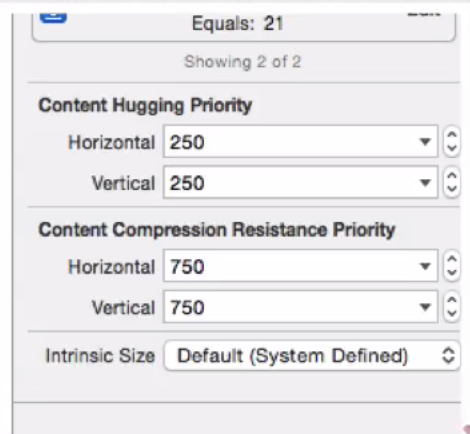 Equals: 21
Showing 2 of 2
Content Hugging Priority
Horizontal 250
Vertical 250
Content Compression Resistance Priority
Horizontal 750
Vertical 750
Intrinsic Size Default (System Defined)